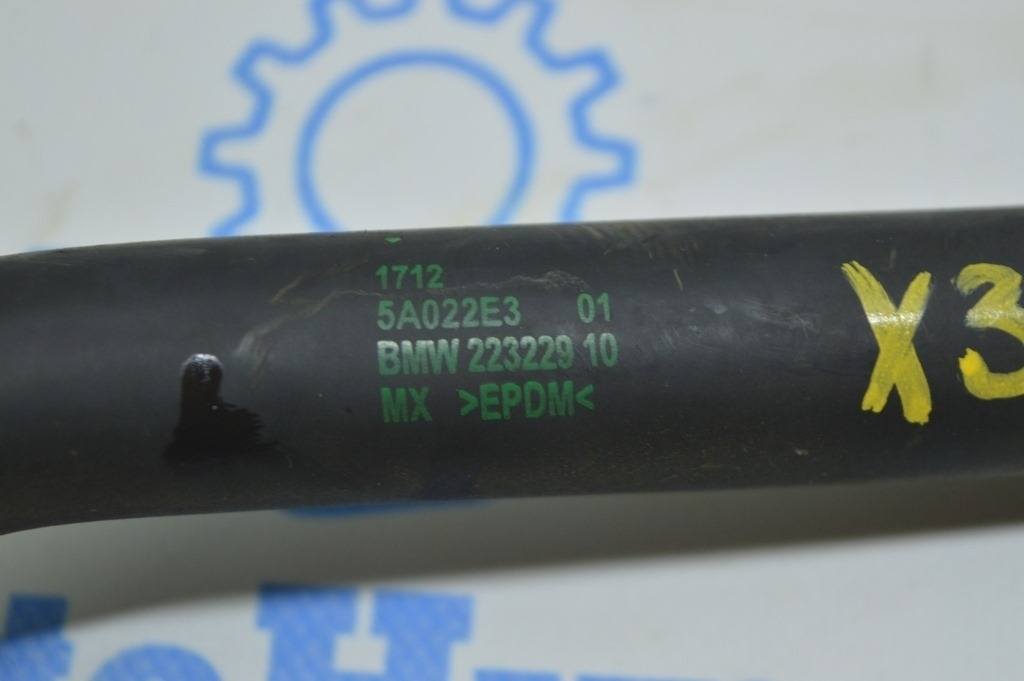 1712
5A022E3 01
BMW 223229 10
MX >EPDM<
X3